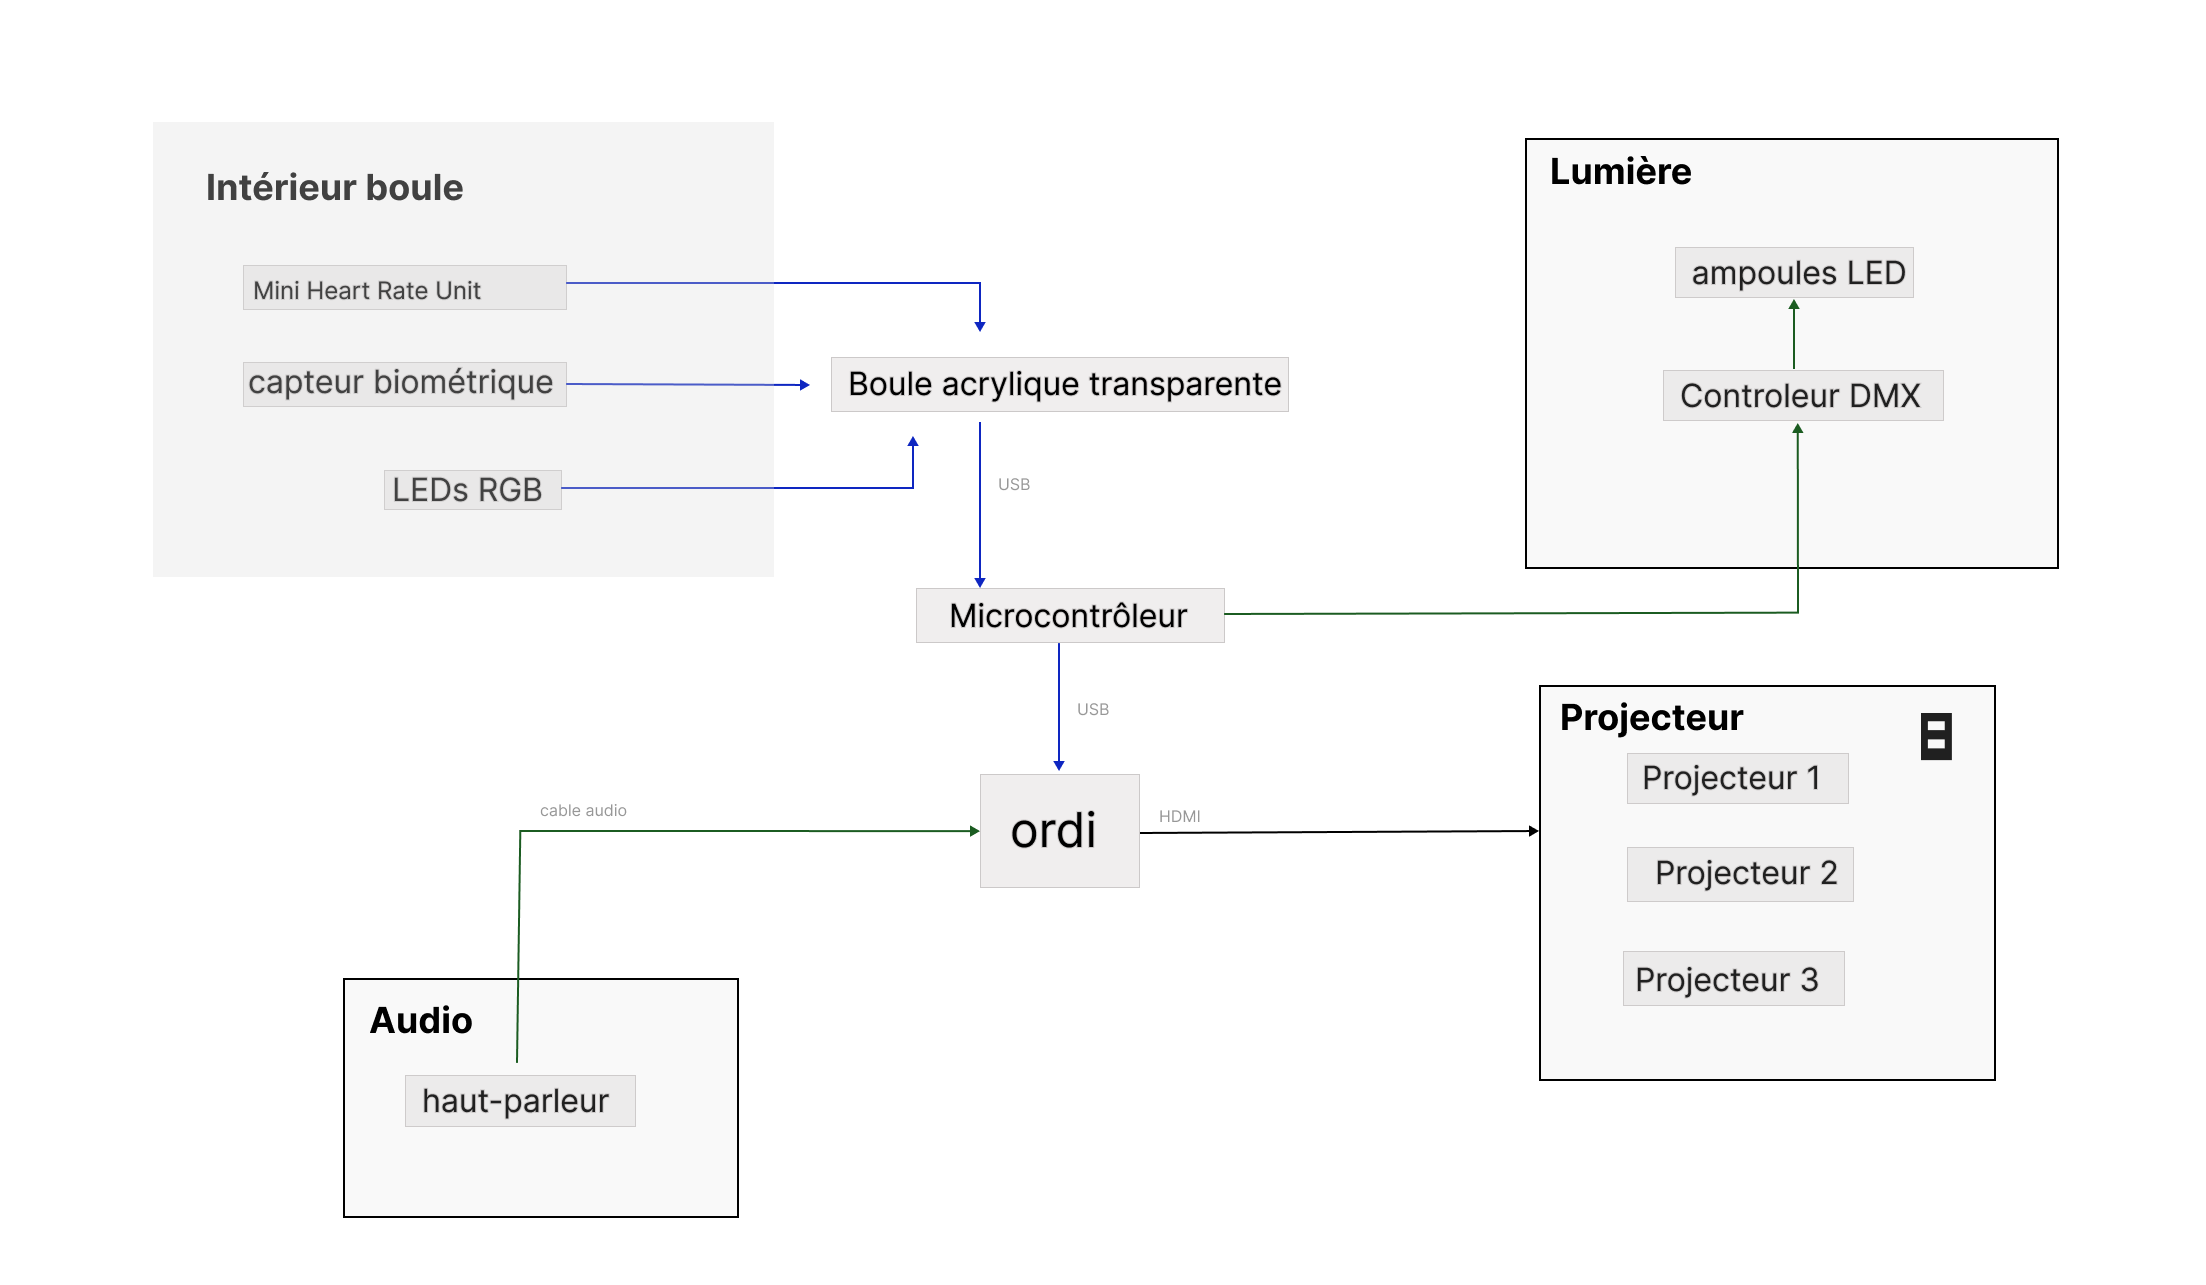 Intérieur boule
Mini Heart Rate Unit
capteur biométrique
LEDs RGB
Boule acrylique transparente
USB
Microcontrôleur
USB
ordi
HDMI
cable audio
Lumière
ampoules LED
Controleur DMX
Projecteur
Projecteur 1
Projecteur 2
Projecteur 3
Audio
haut-parleur